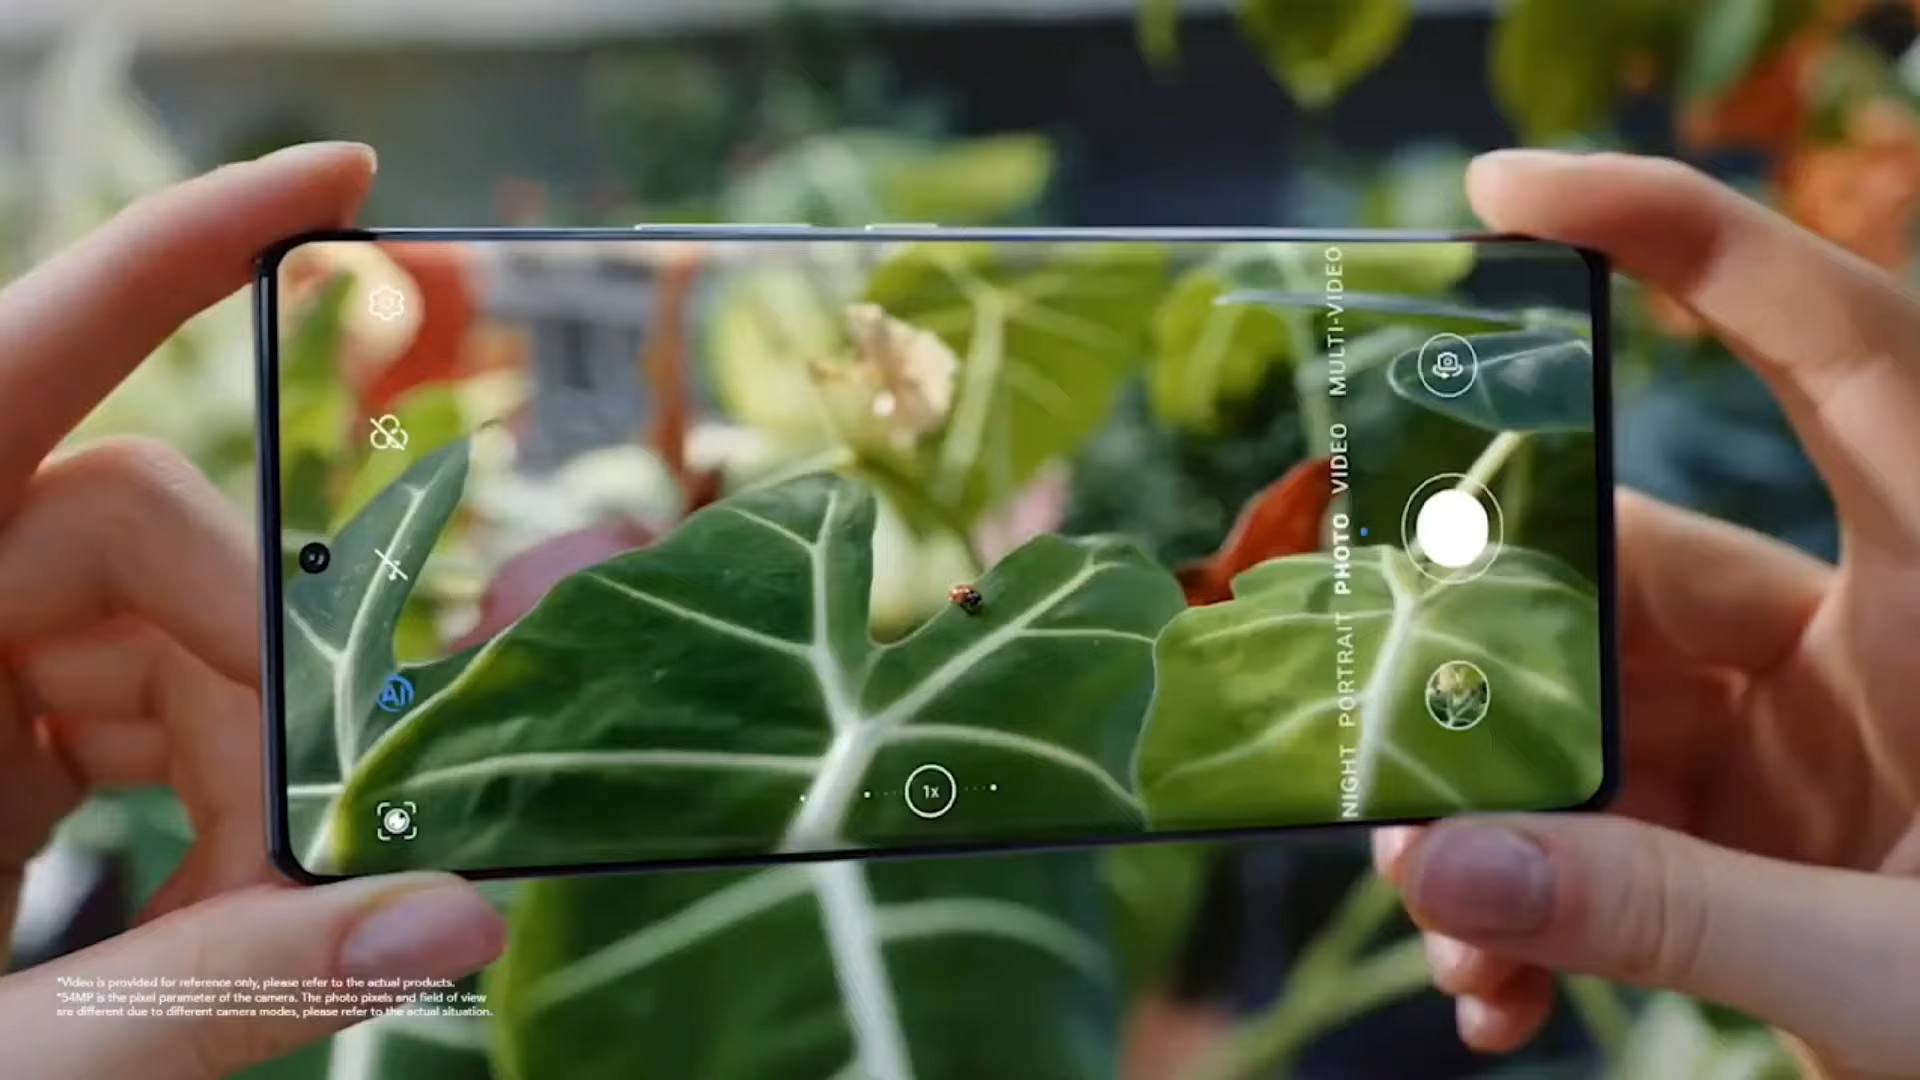 MULTI-VIDEO
VIDEO
PHOTO
PORTRAIT
NIGHT
AI
1x
*Video is provided for reference only, please refer to the actual products.
*54MP is the pixel parameter of the camera. The photo pixels and field of view
are different due to different camera modes, please refer to the actual situation.